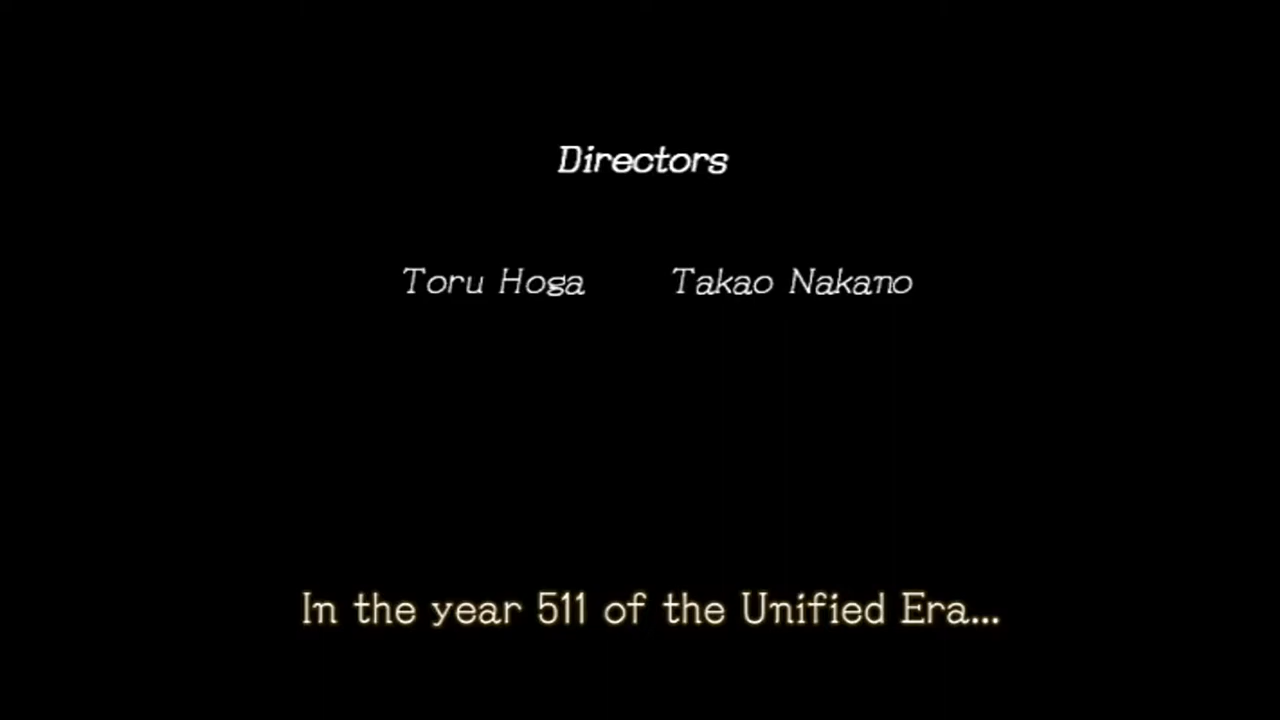 Directors
Toru Hoga Takao Nakano
In the year 511 of the Unified Era...